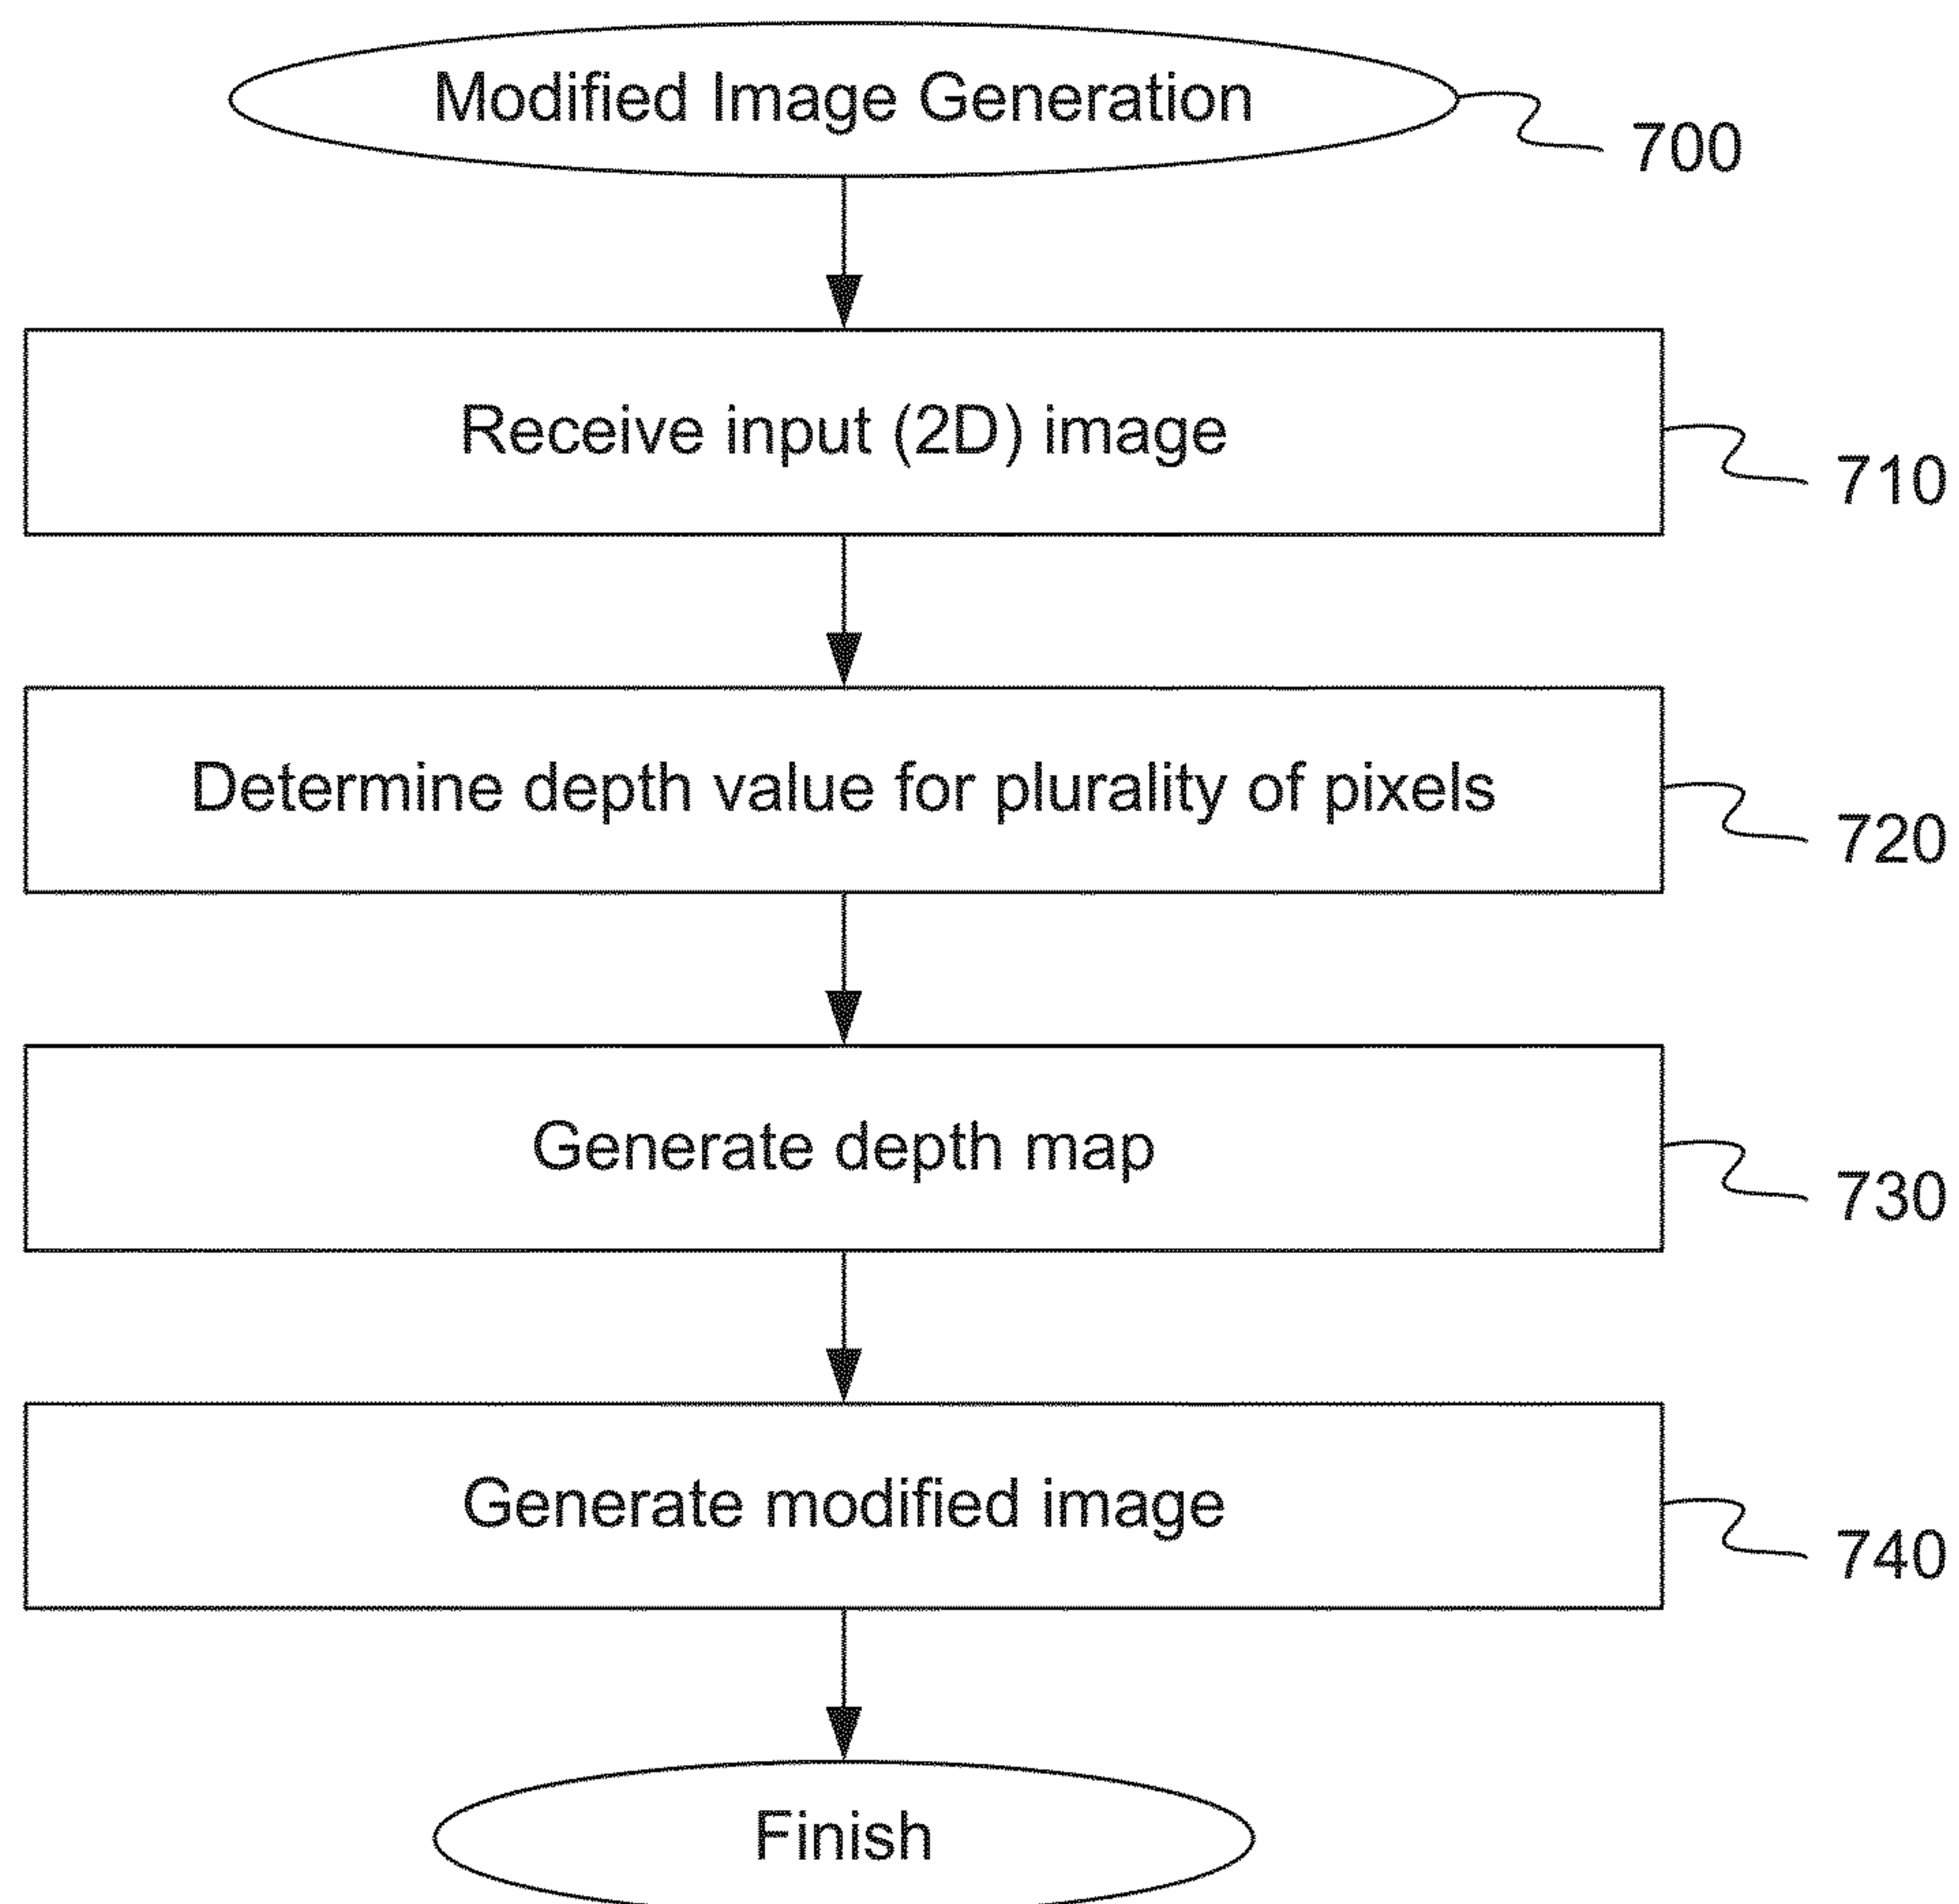 Modified Image Generation
700
Receive input (2D) image
710
Determine depth value for plurality of pixels
720
Generate depth map
730
Generate modified image
740
Finish